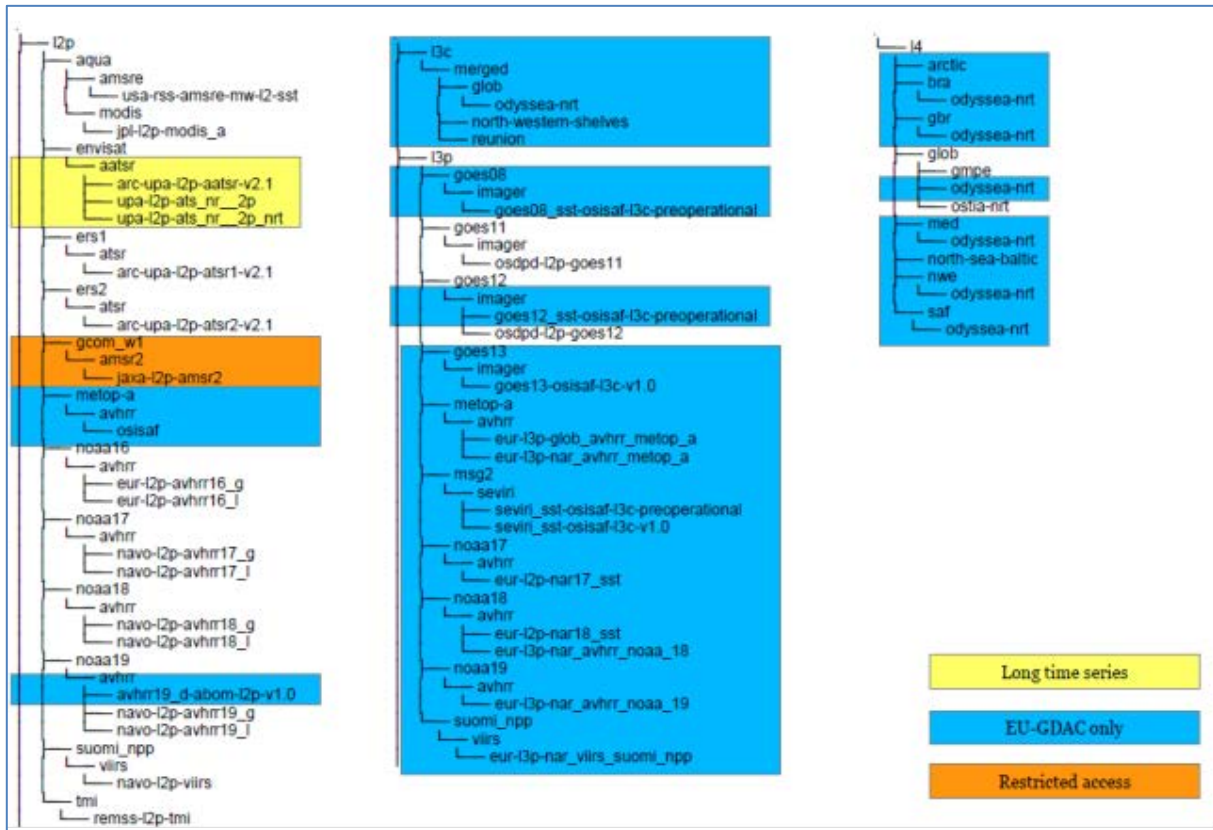 l2p
aqua
amsre
usa-rss-amsre-mw-l2-sst
modis
jpl-l2p-modis_a
envisat
aatsr
arc-upa-l2p-aatsr-v2.1
upa-l2p-ats_nr__2p
upa-l2p-ats_nr__2p_nrt
ers1
atsr
arc-upa-l2p-atsr1-v2.1
ers2
atsr
arc-upa-l2p-atsr2-v2.1
gcom_w1
amsr2
jaxa-l2p-amsr2
metop-a
avhrr
osisaf
noaa16
avhrr
eur-l2p-avhrr16_g
eur-l2p-avhrr16_l
noaa17
avhrr
navo-l2p-avhrr17_g
navo-l2p-avhrr17_l
noaa18
avhrr
navo-l2p-avhrr18_g
navo-l2p-avhrr18_l
noaa19
avhrr
avhrr19_d-abom-l2p-v1.0
navo-l2p-avhrr19_g
navo-l2p-avhrr19_l
suomi_npp
viirs
navo-l2p-viirs
tmi
remss-l2p-tmi
l3c
merged
glob
odyssea-nrt
north-western-shelves
reunion
l3p
goes08
imager
goes08_sst-osisaf-l3c-preoperational
goes11
imager
osdpd-l2p-goes11
goes12
imager
goes12_sst-osisaf-l3c-preoperational
osdpd-l2p-goes12
goes13
imager
goes13-osisaf-l3c-v1.0
metop-a
avhrr
eur-l3p-glob_avhrr_metop_a
eur-l3p-nar_avhrr_metop_a
msg2
seviri
seviri_sst-osisaf-l3c-preoperational
seviri_sst-osisaf-l3c-v1.0
noaa17
avhrr
eur-l2p-nar17_sst
noaa18
avhrr
eur-l2p-nar18_sst
eur-l3p-nar_avhrr_noaa_18
noaa19
avhrr
eur-l3p-nar_avhrr_noaa_19
suomi_npp
viirs
eur-l3p-nar_viirs_suomi_npp
l4
arctic
bra
odyssea-nrt
gbr
odyssea-nrt
glob
gmpe
odyssea-nrt
ostia-nrt
med
odyssea-nrt
north-sea-baltic
nwe
odyssea-nrt
saf
odyssea-nrt
Long time series
EU-GDAC only
Restricted access